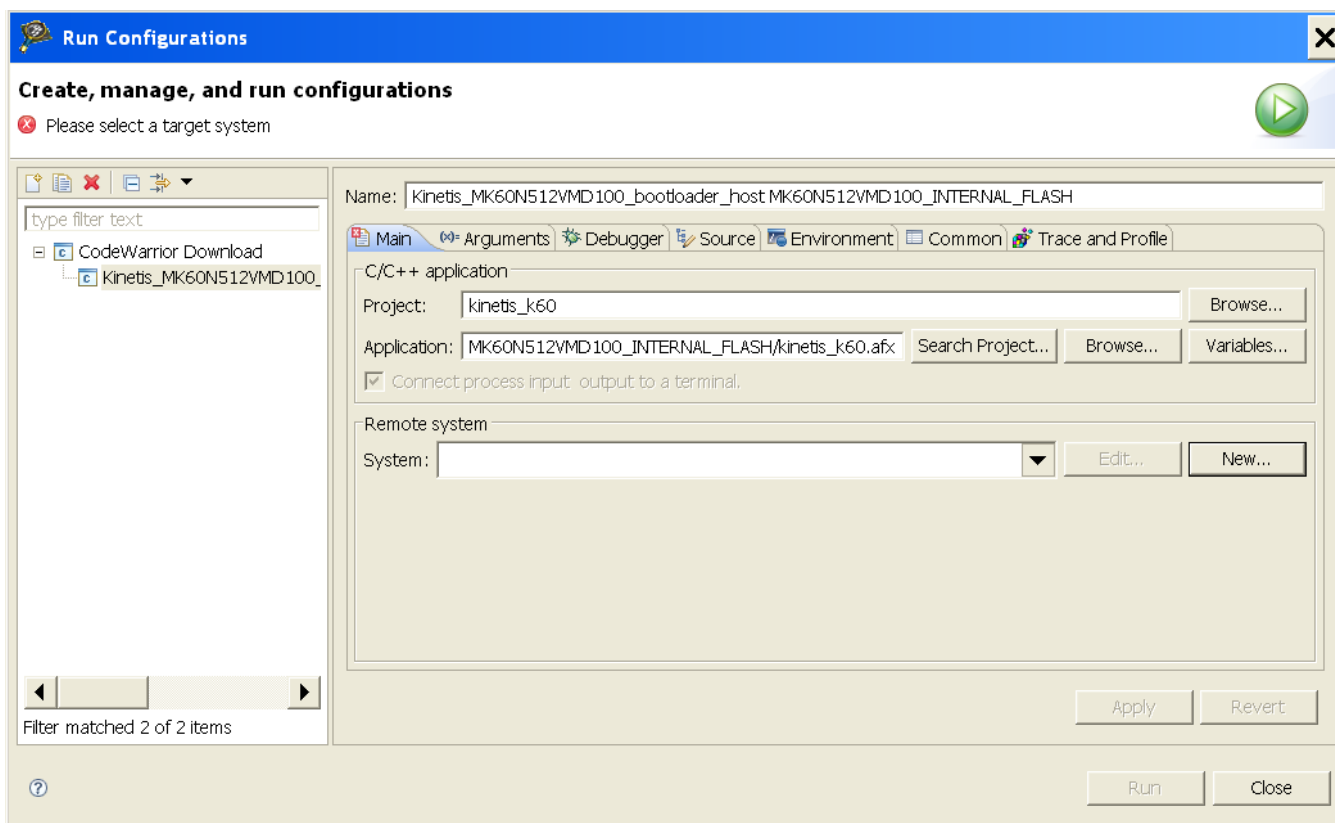 Run Configurations
Create, manage, and run configurations
Please select a target system
type filter text
CodeWarrior Download
Kinetis_MK60N512VMD100_
Filter matched 2 of 2 items
Name: Kinetis_MK60N512VMD100_bootloader_host MK60N512VMD100_INTERNAL_FLASH
Main (x)= Arguments Debugger Source Environment Common Trace and Profile
C/C++ application
Project: kinetis_k60 Browse...
Application: MK60N512VMD100_INTERNAL_FLASH/kinetis_k60.afx Search Project... Browse... Variables...
Connect process input output to a terminal.
Remote system
System: Edit... New...
Apply Revert
Run Close